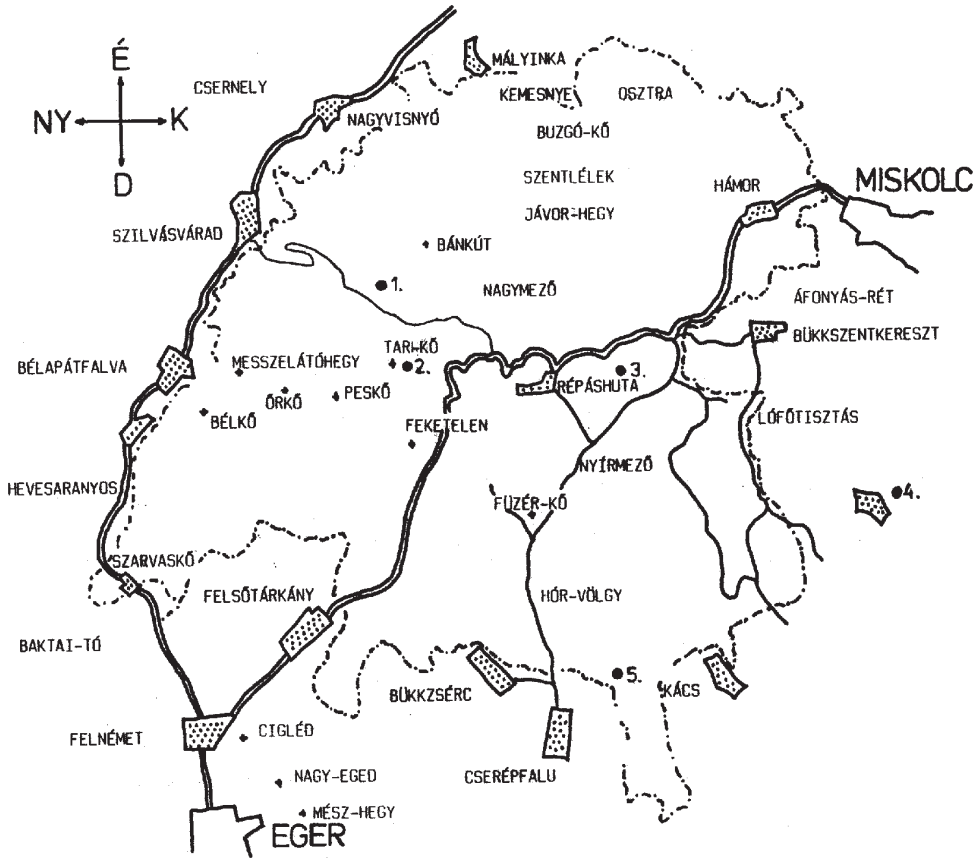 É
NY K
D
CSERNELY
MÁLYINKA
KEMESNYE
OSZTRA
NAGYVISNYÓ
BUZGÓ-KŐ
SZENTLÉLEK
HÁMOR
MISKOLC
JÁVOR-HEGY
SZILVÁSVÁRAD
BÁNKÚT
1.
NAGYMEZŐ
ÁFONYÁS-RÉT
BÜKKSZENTKERESZT
TARI-KŐ
BÉLAPÁTFALVA
MESSZELÁTÓHEGY
2.
3.
RÉPÁSHUTA
ŐRKŐ
PESKŐ
BÉLKŐ
FEKETELEN
LÓFŐTISZTÁS
NYÍRMEZŐ
HEVESARANYOS
FÜZÉR-KŐ
4.
SZARVASKŐ
FELSŐTÁRKÁNY
HÓR-VÖLGY
BAKTAI-TÓ
5.
BÜKKZSÉRC
KÁCS
FELNÉMET
CIGLÉD
NAGY-EGED
CSERÉPFALU
MÉSZ-HEGY
EGER